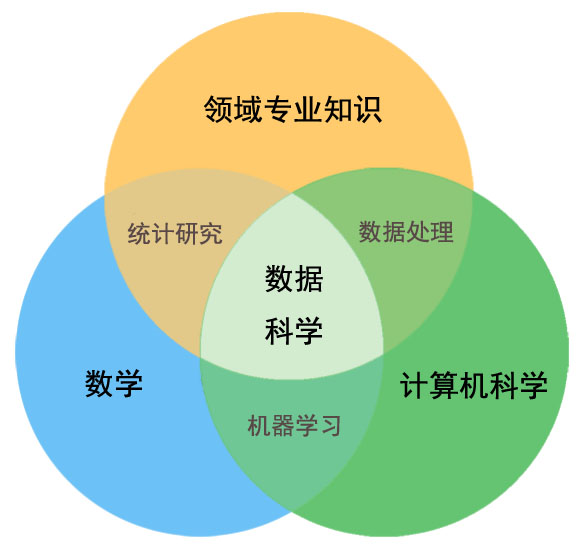 领域专业知识
统计研究
数据处理
数据
科学
数学
计算机科学
机器学习